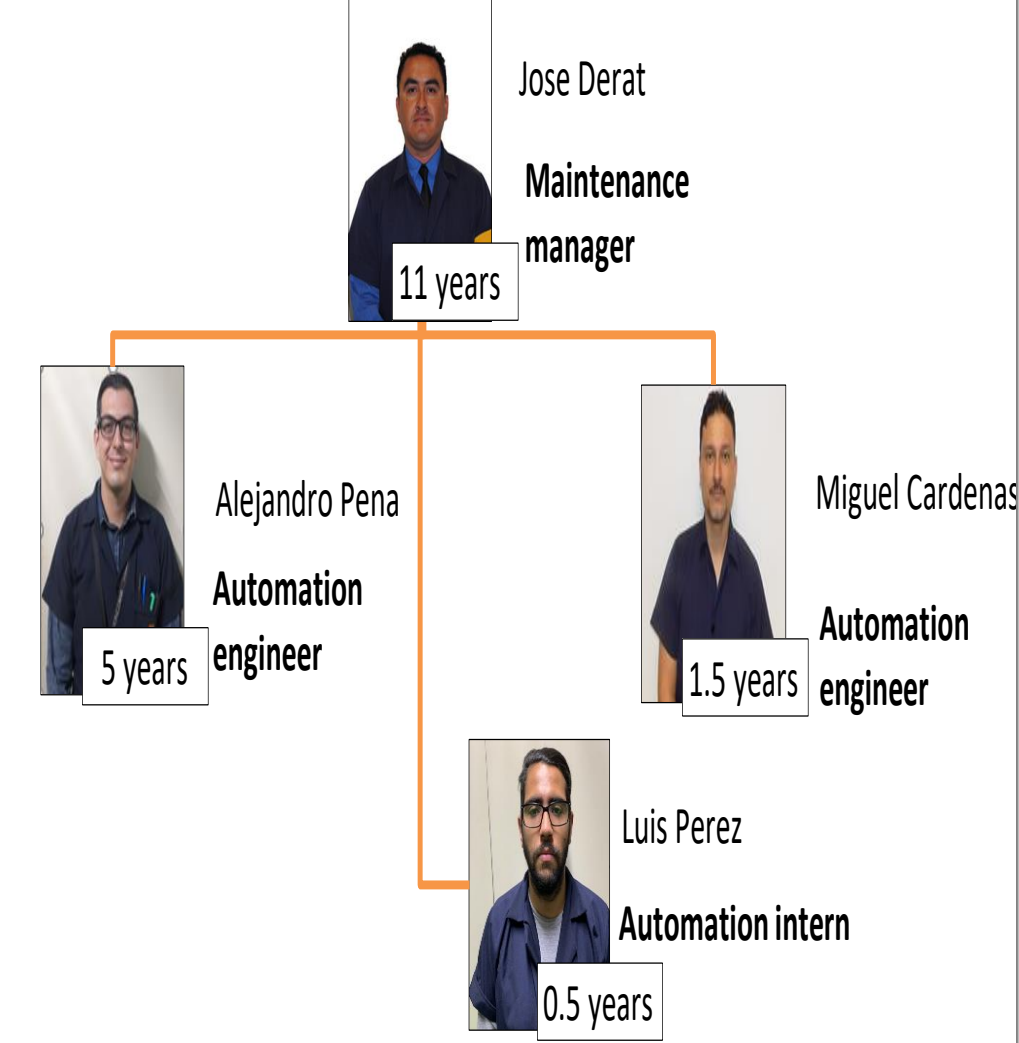 Jose Derat
Maintenance
manager
11 years
Alejandro Pena
Automation
engineer
5 years
Miguel Cardenas
Automation
engineer
1.5 years
Luis Perez
Automation intern
0.5 years